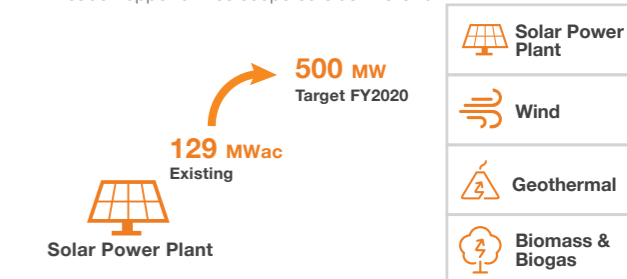 500 MW
Target FY2020
129 MWac
Existing
Solar Power Plant
Solar Power
Plant
Wind
Geothermal
Biomass &
Biogas